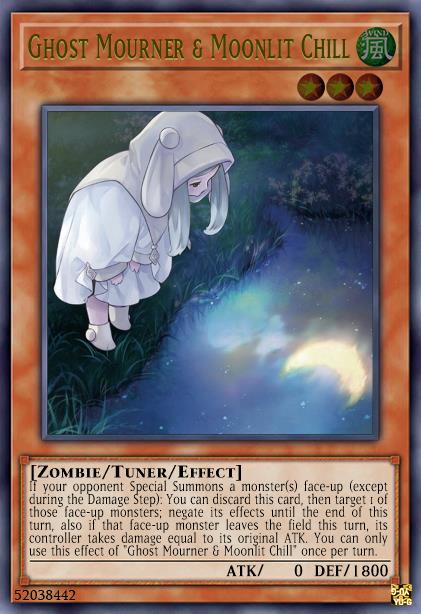 GHOST MOURNER & MOONLIT CHILL
WIND
風
[ZOMBIE/TUNER/EFFECT]
If your opponent Special Summons a monster(s) face-up (except
during the Damage Step): You can discard this card, then target 1 of
those face-up monsters; negate its effects until the end of this
turn, also if that face-up monster leaves the field this turn, its
controller takes damage equal to its original ATK. You can only
use this effect of "Ghost Mourner & Moonlit Chill" once per turn.
ATK/ 0 DEF/1800
52038442